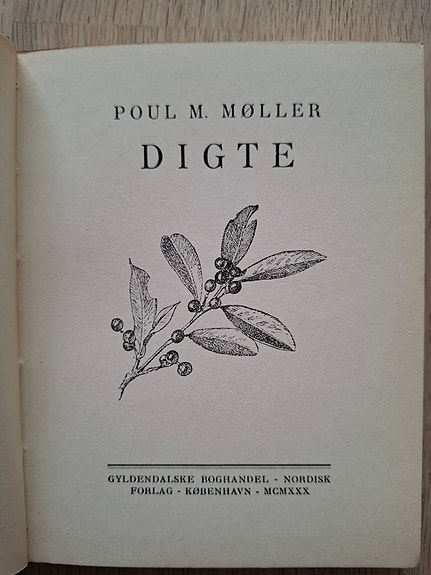 POUL M. MØLLER
DIGTE
GYLDENDALSKE BOGHANDEL - NORDISK
FORLAG - KØBENHAVN - MCMXXX